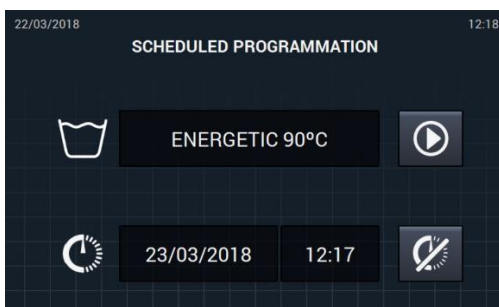 22/03/2018 12:18
SCHEDULED PROGRAMMATION
ENERGETIC 90ºC
23/03/2018 12:17